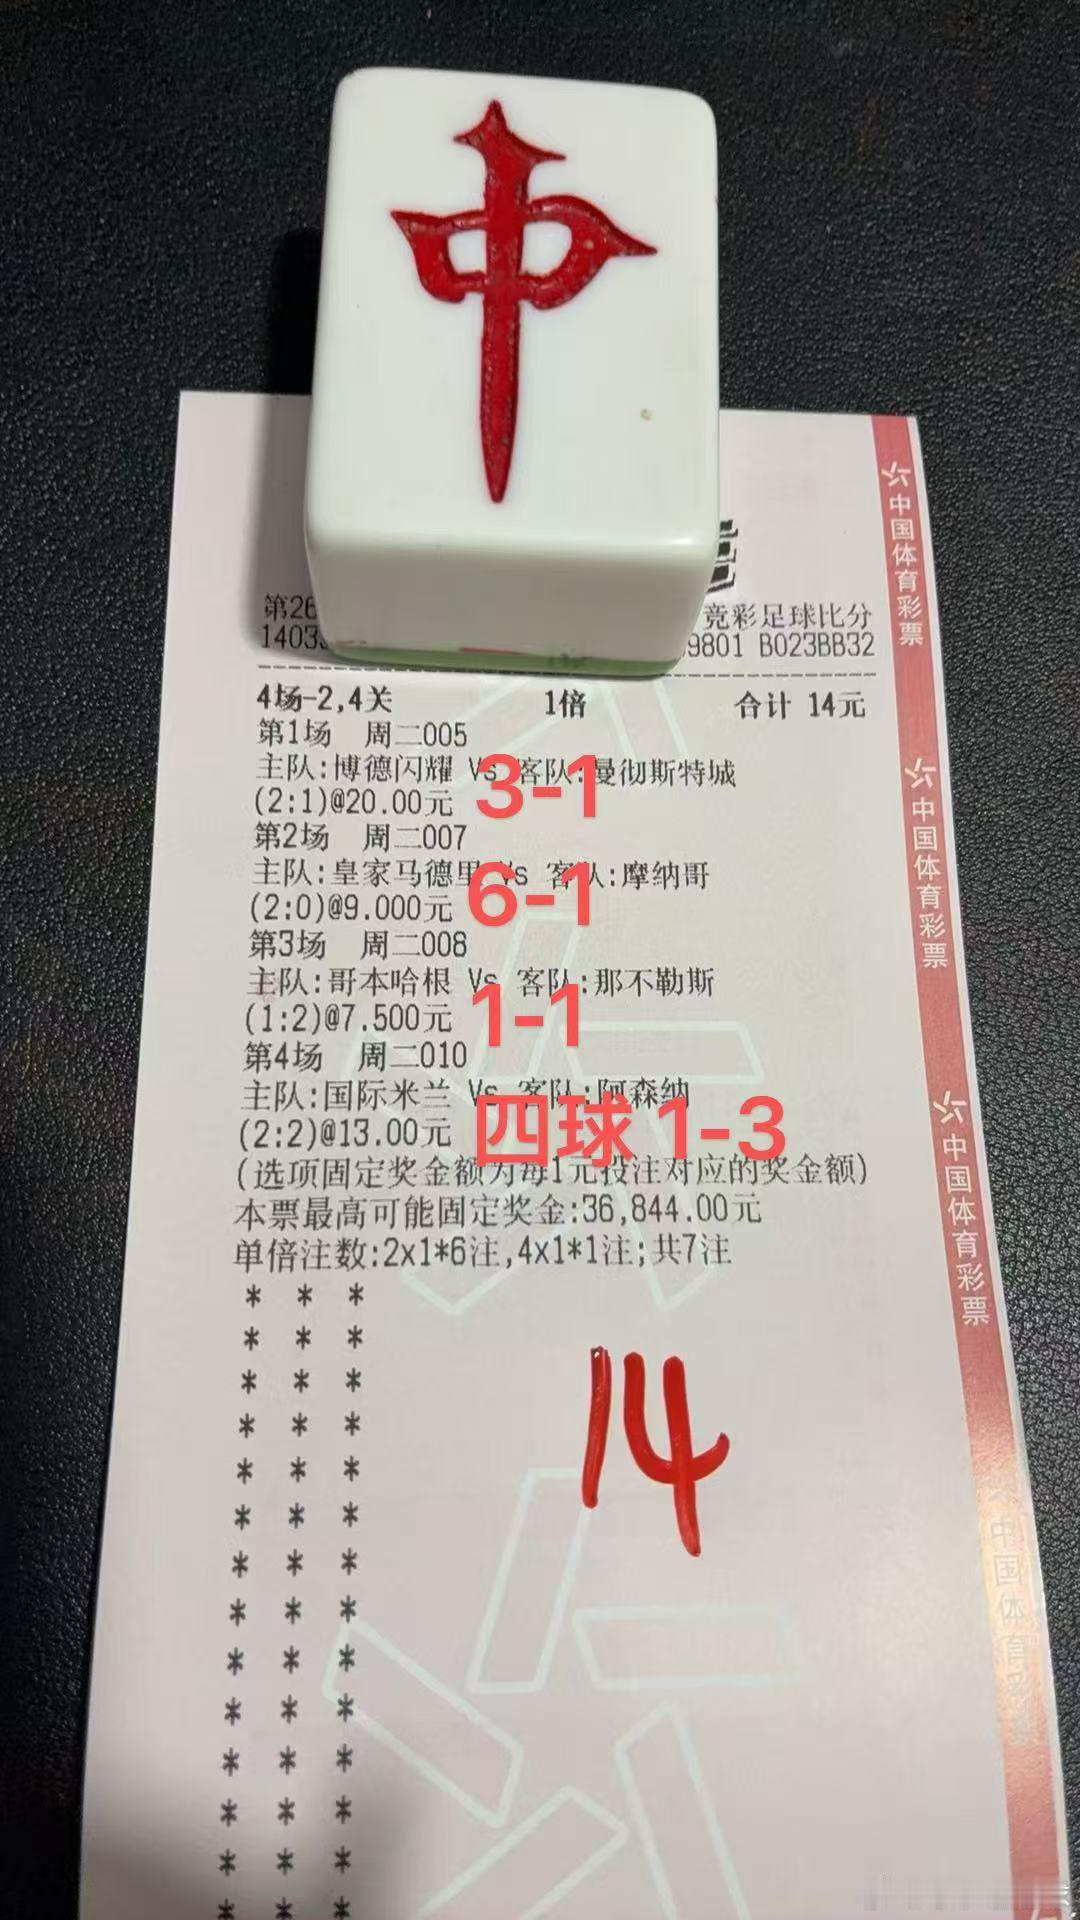 中
第26
竞彩足球比分
1403
9801 B023BB32
4场-2,4关 1倍 合计 14元
第1场 周二005
主队:博德闪耀 Vs 客队:曼彻斯特城
3-1
(2:1)@20.00元
第2场 周二007
主队:皇家马德里 Vs 客队:摩纳哥
6-1
(2:0)@9.000元
第3场 周二008
主队:哥本哈根 Vs 客队:那不勒斯
1-1
(1:2)@7.500元
第4场 周二010
主队:国际米兰 Vs 客队:阿森纳
四球 1-3
(2:2)@13.00元
(选项固定奖金额为每1元投注对应的奖金额)
本票最高可能固定奖金:36,844.00元
单倍注数:2x1*6注,4x1*1注;共7注
* * *
* * *
* * *
* * *
* * *
* * *
* * *
* * *
* * *
* * *
* * *
* * *
* * *
* * *
14
中国体育彩票
中国体育彩票
中国体育彩票
中国体育彩票